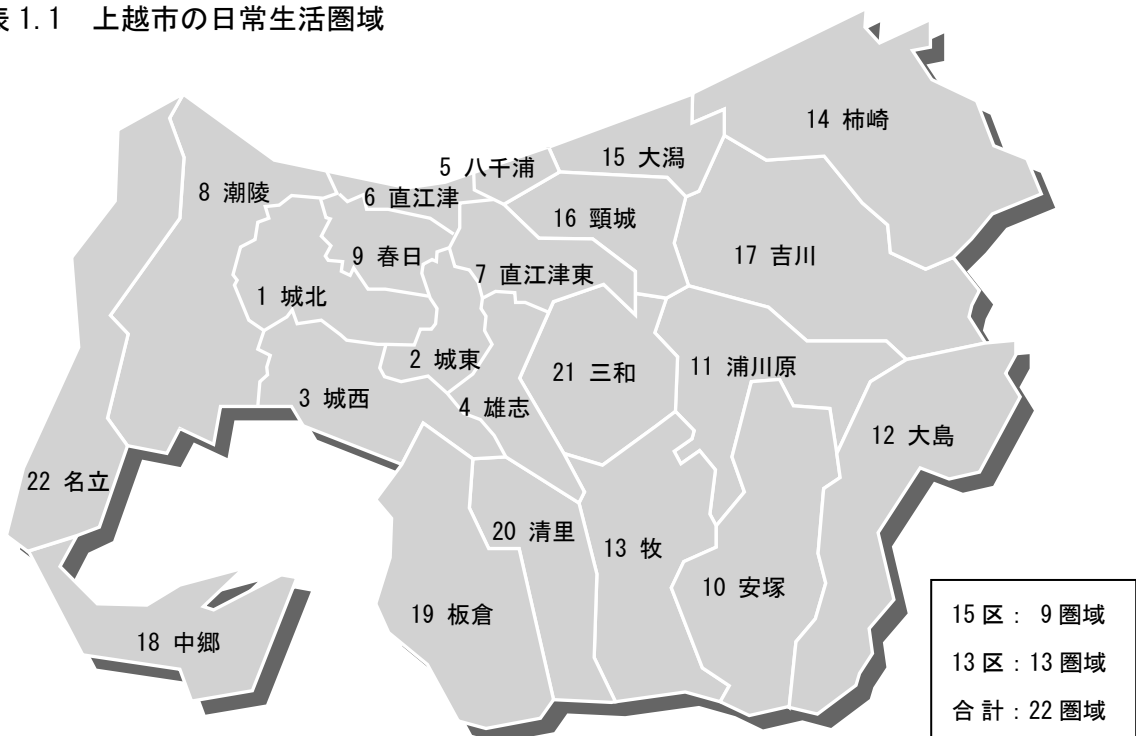 表 1.1 上越市の日常生活圏域
14 柿崎
5 八千浦
15 大潟
8 潮陵
6 直江津
16 頸城
9 春日
17 吉川
7 直江津東
1 城北
2 城東
21 三和
11 浦川原
3 城西
4 雄志
12 大島
22 名立
20 清里
13 牧
10 安塚
19 板倉
18 中郷
15 区 : 9 圏域
13 区 : 13 圏域
合 計 : 22 圏域